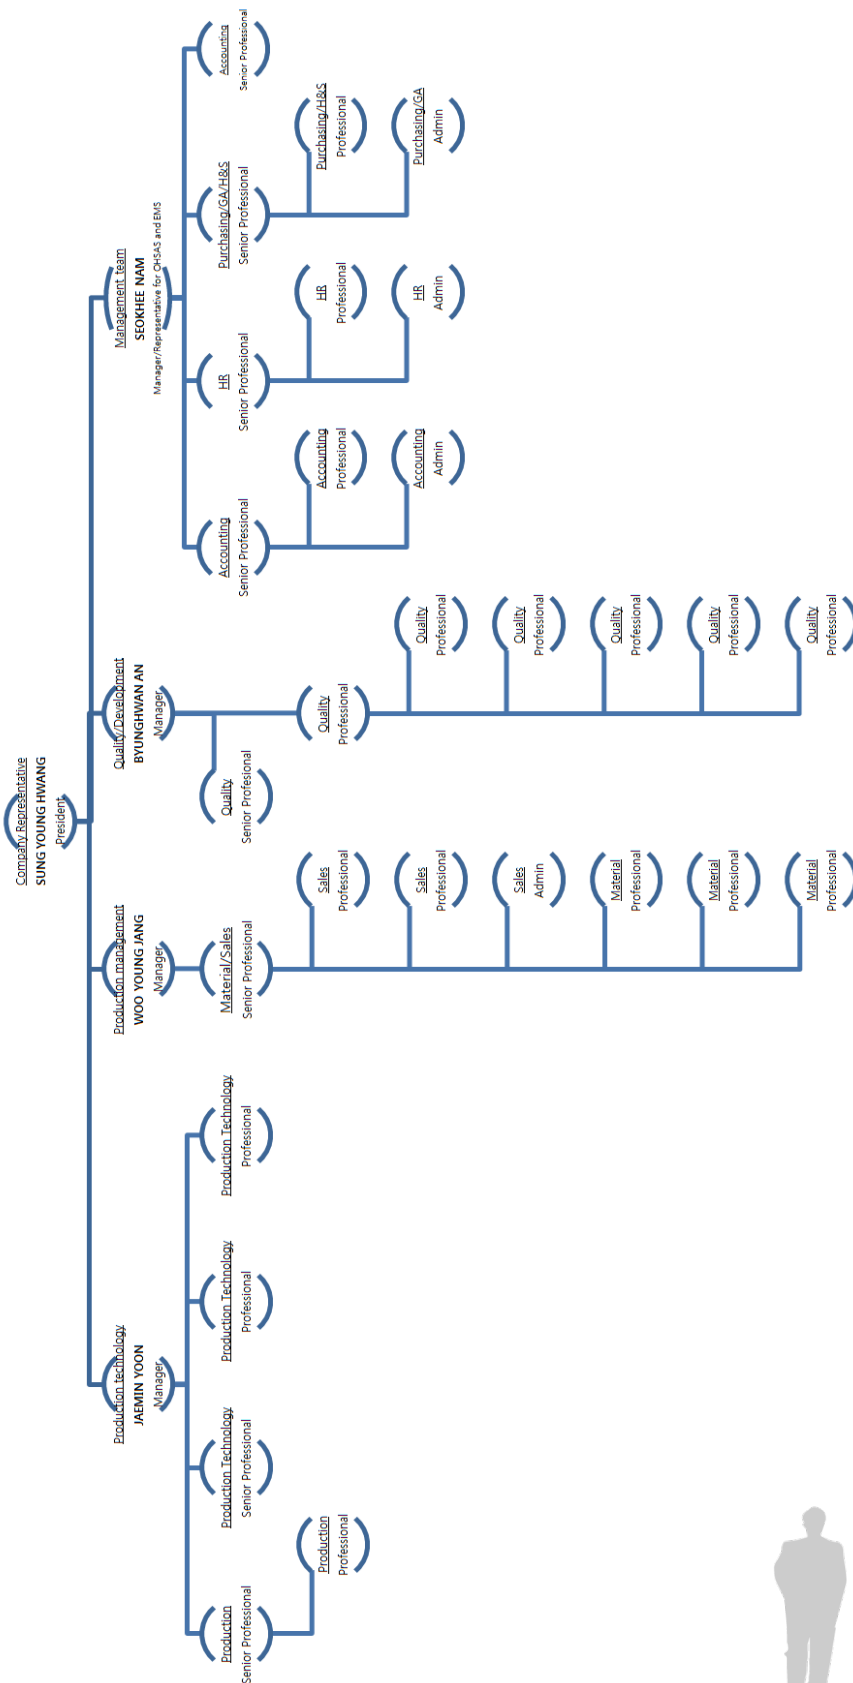 Company Representative
SUNG YOUNG HWANG
President
Production technology
JAEMIN YOON
Manager
Production management
WOO YOUNG JANG
Manager
Quality/Development
BYUNGHWAN AN
Manager
Management team
SEOKHEE NAM
Manager/Representative for OHSAS and EMS
Production
Senior Professional
Production
Professional
Production Technology
Senior Professional
Production Technology
Professional
Production Technology
Professional
Material/Sales
Senior Professional
Sales
Professional
Sales
Professional
Sales
Admin
Material
Professional
Material
Professional
Material
Professional
Quality
Senior Profesional
Quality
Professional
Quality
Professional
Quality
Professional
Quality
Professional
Quality
Professional
Quality
Professional
Accounting
Senior Professional
Accounting
Professional
Accounting
Admin
HR
Senior Professional
HR
Professional
HR
Admin
Purchasing/GA/H&S
Senior Professional
Purchasing/H&S
Professional
Purchasing/GA
Admin
Accounting
Senior Professional